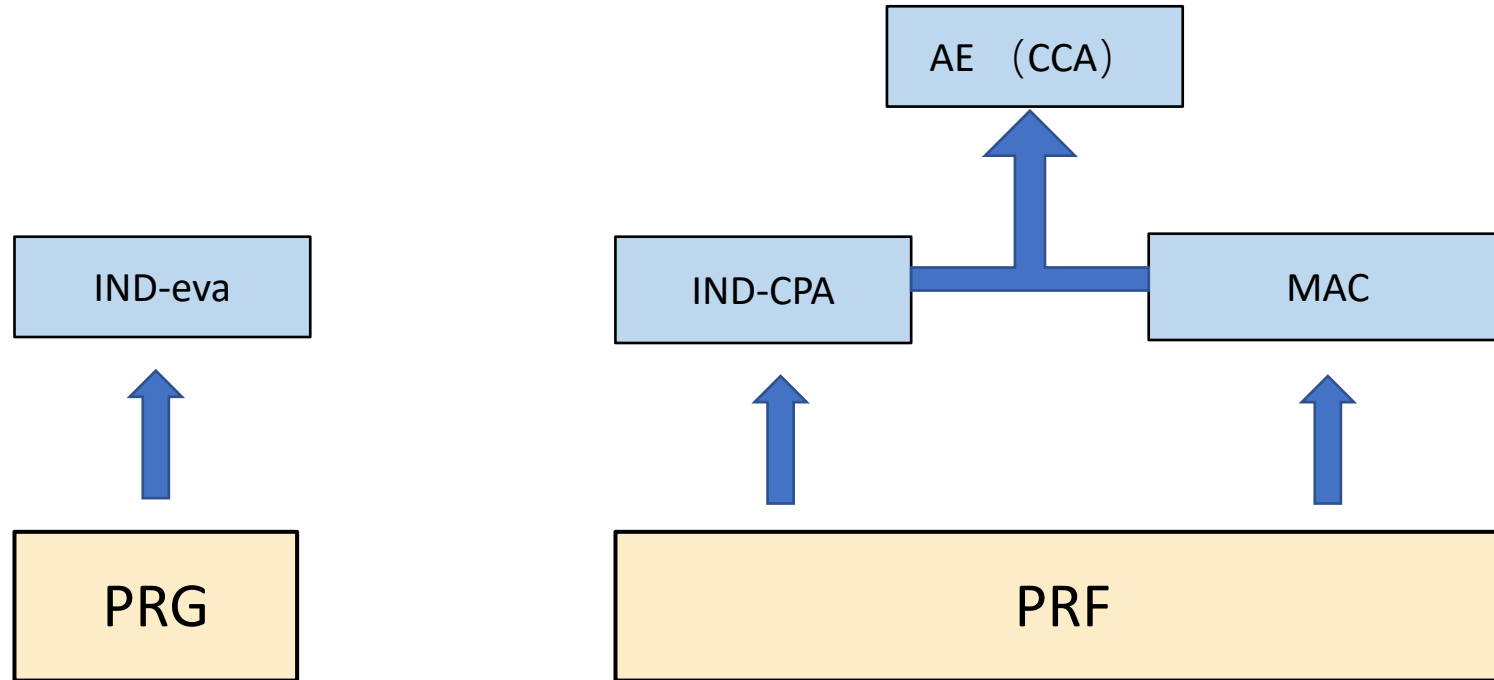 AE （CCA）
IND-eva
IND-CPA
MAC
PRG
PRF